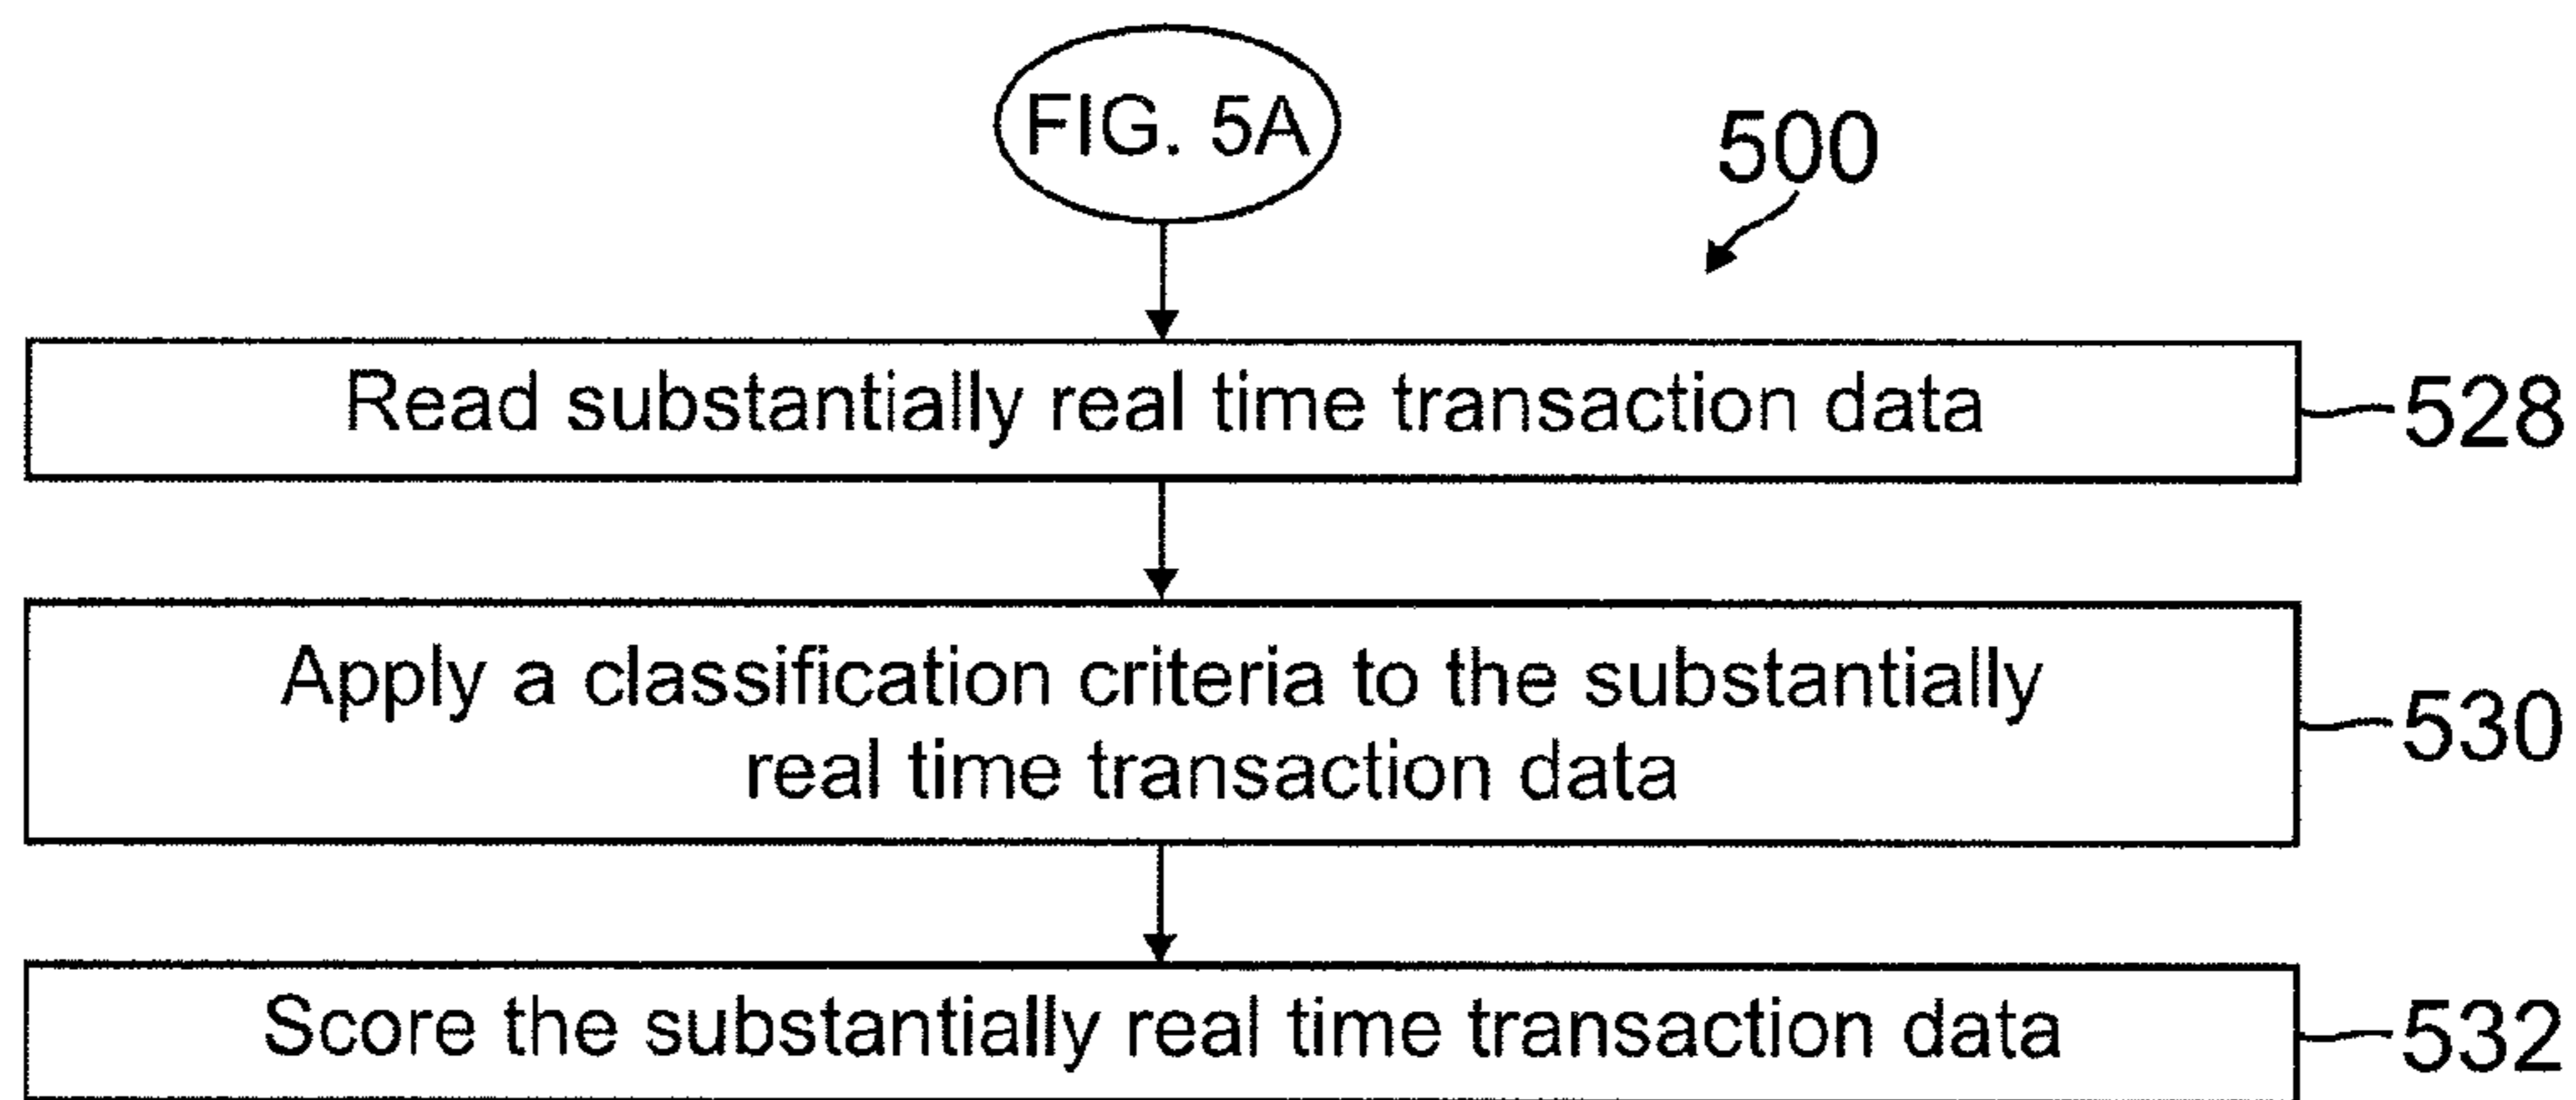 FIG. 5A
500
Read substantially real time transaction data
528
Apply a classification criteria to the substantially
real time transaction data
530
Score the substantially real time transaction data
532